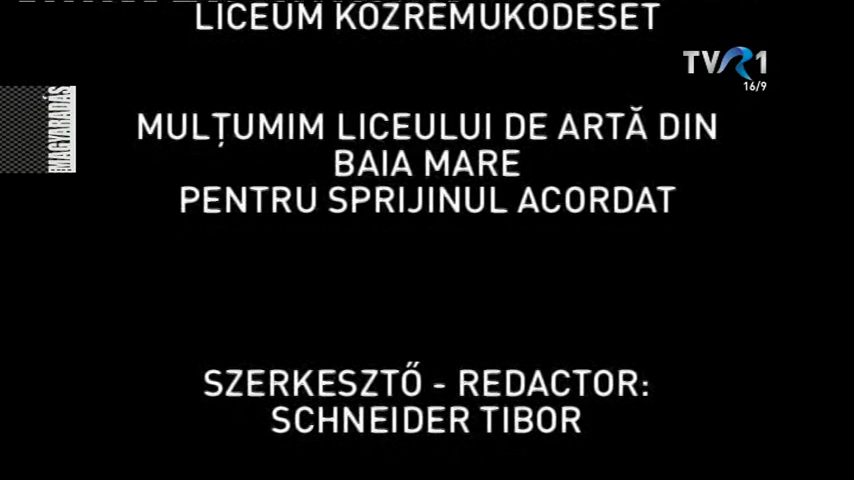 LICEUM KÖZREMŰKÖDÉSÉT
TVR1
16/9
MAGYARADÁS
MULȚUMIM LICEULUI DE ARTĂ DIN
BAIA MARE
PENTRU SPRIJINUL ACORDAT
SZERKESZTŐ - REDACTOR:
SCHNEIDER TIBOR